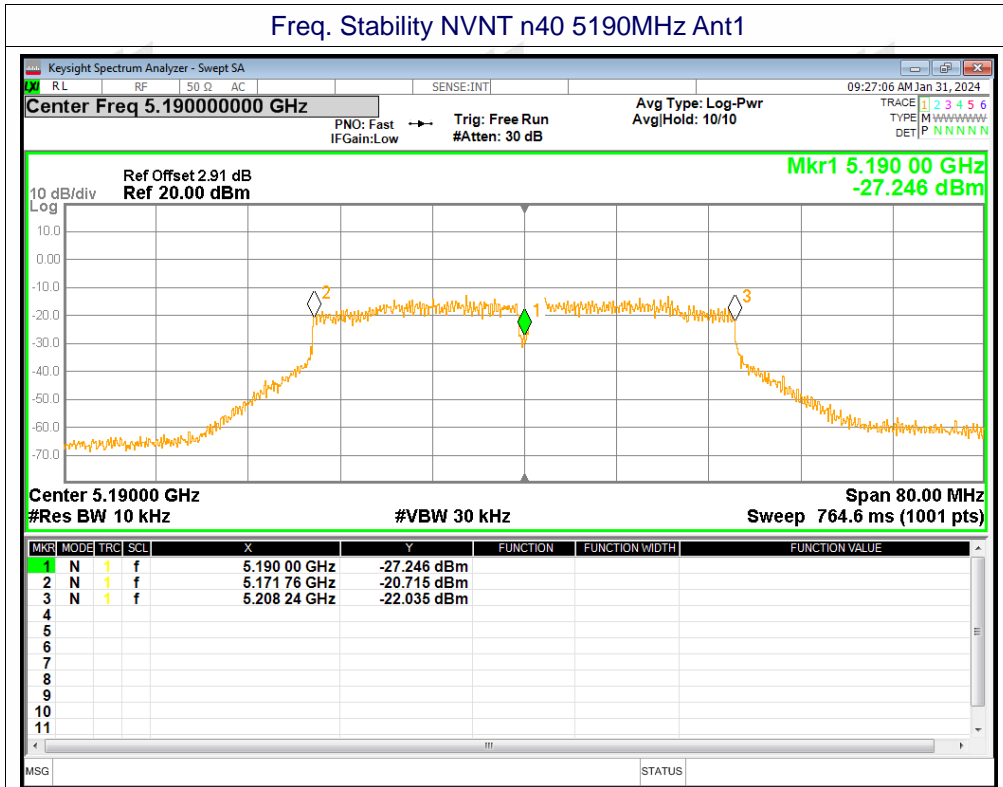 Freq. Stability NVNT n40 5190MHz Ant1
Keysight Spectrum Analyzer - Swept SA
LXI RL RF 50 Ω AC SENSE:INT 09:27:06 AM Jan 31, 2024
Center Freq 5.190000000 GHz
PNO: Fast
IFGain:Low
Trig: Free Run
#Atten: 30 dB
Avg Type: Log-Pwr
Avg|Hold: 10/10
TRACE 1 2 3 4 5 6
TYPE M WWWWW
DET P N N N N N
Mkr1 5.190 00 GHz
-27.246 dBm
Ref Offset 2.91 dB
10 dB/div Ref 20.00 dBm
Log
10.0
0.00
-10.0
-20.0
-30.0
-40.0
-50.0
-60.0
-70.0
2
1
3
Center 5.19000 GHz Span 80.00 MHz
#Res BW 10 kHz #VBW 30 kHz Sweep 764.6 ms (1001 pts)
MKR MODE TRC SCL X Y FUNCTION FUNCTION WIDTH FUNCTION VALUE
1 N 1 f 5.190 00 GHz -27.246 dBm
2 N 1 f 5.171 76 GHz -20.715 dBm
3 N 1 f 5.208 24 GHz -22.035 dBm
4
5
6
7
8
9
10
11
MSG STATUS